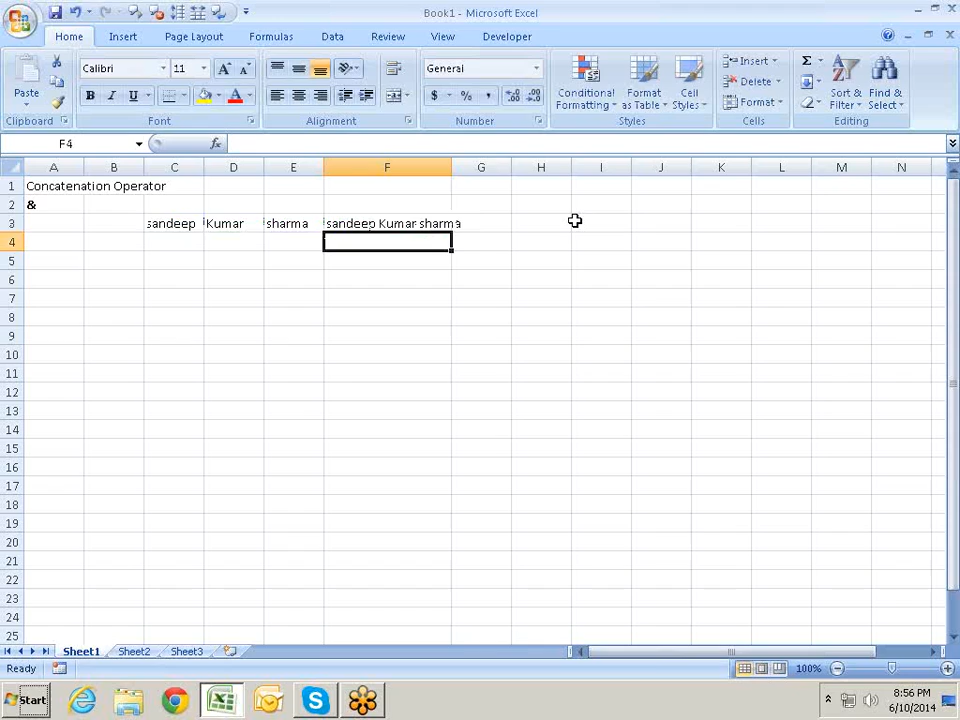 Book1 - Microsoft Excel
Home Insert Page Layout Formulas Data Review View Developer
Paste
Calibri 11
B I U
A A A
General
$ % ,
Conditional Formatting
Format as Table
Cell Styles
Insert
Delete
Format
Σ
Sort & Filter
Find & Select
Clipboard Font Alignment Number Styles Cells Editing
F4 fx
A B C D E F G H I J K L M N
1 Concatenation Operator
2 &
3 sandeep Kumar sharma sandeep Kumar sharma
4
5
6
7
8
9
10
11
12
13
14
15
16
17
18
19
20
21
22
23
24
25
Sheet1 Sheet2 Sheet3
Ready 100%
Start 8:56 PM
6/10/2014